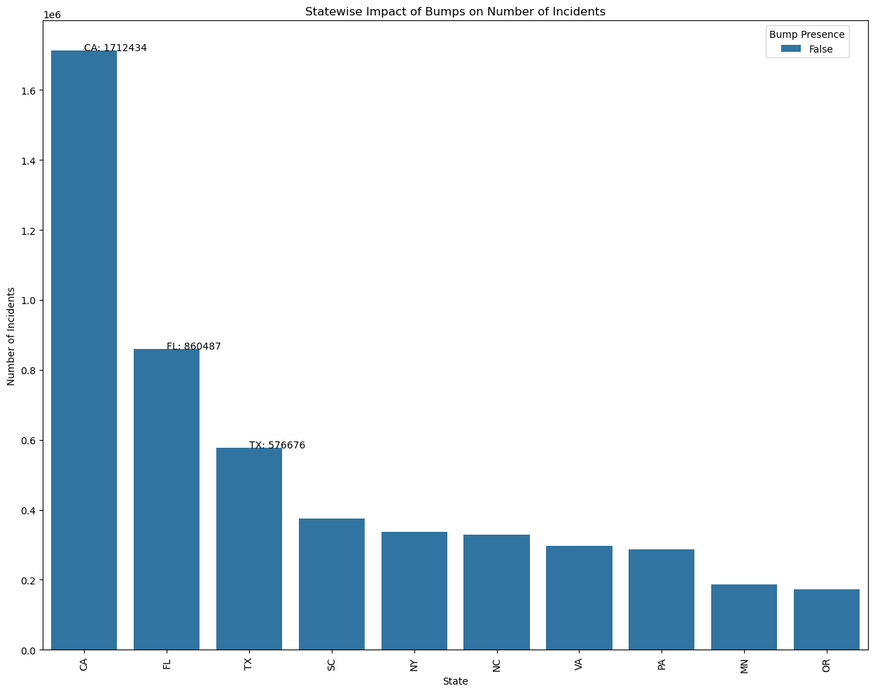 Statewise Impact of Bumps on Number of Incidents
1e6
CA: 1712434
Bump Presence
False
1.6
1.4
1.2
1.0
FL: 860487
0.8
TX: 576676
0.6
0.4
0.2
0.0
Number of Incidents
CA FL TX SC NY NC VA PA MN OR
State